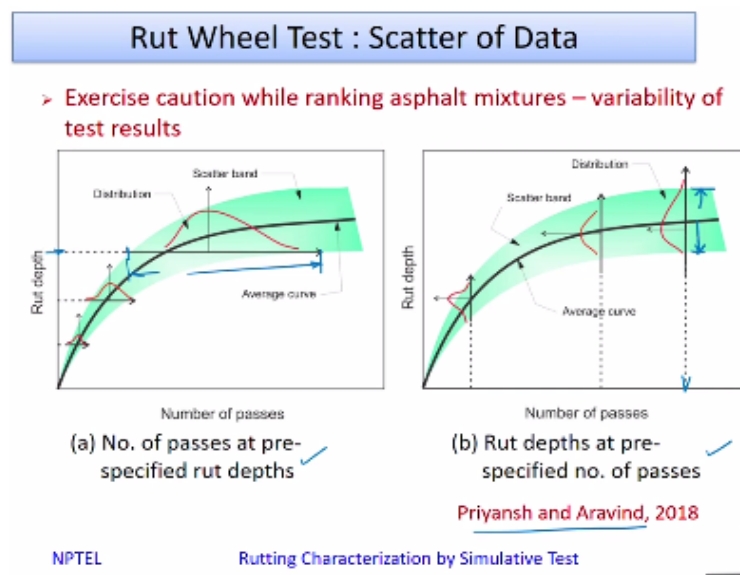 Rut Wheel Test : Scatter of Data
➢ Exercise caution while ranking asphalt mixtures – variability of
test results
Scatter band
Distribution
Rut depth
Average curve
Number of passes
(a) No. of passes at pre-
specified rut depths
Distribution
Scatter band
Rut depth
Average curve
Number of passes
(b) Rut depths at pre-
specified no. of passes
Priyansh and Aravind, 2018
NPTEL
Rutting Characterization by Simulative Test